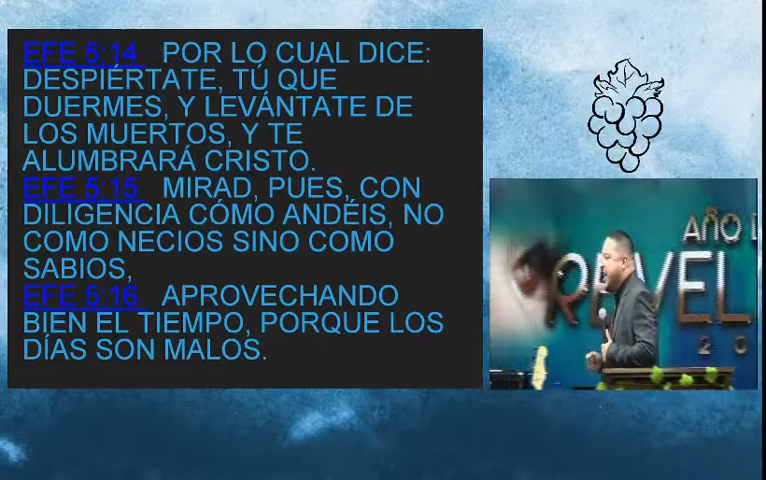 EFE 5:14 POR LO CUAL DICE:
DESPIÉRTATE, TÚ QUE
DUERMES, Y LEVÁNTATE DE
LOS MUERTOS, Y TE
ALUMBRARÁ CRISTO.
EFE 5:15 MIRAD, PUES, CON
DILIGENCIA CÓMO ANDÉIS, NO
COMO NECIOS SINO COMO
SABIOS,
EFE 5:16 APROVECHANDO
BIEN EL TIEMPO, PORQUE LOS
DÍAS SON MALOS.
AÑO D
REVEL
20